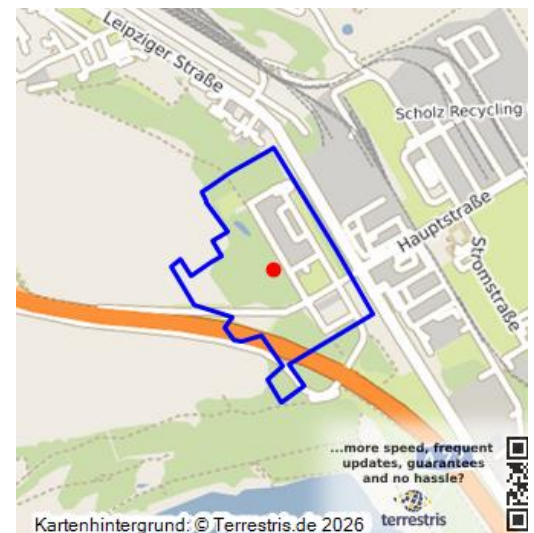 Leipziger Straße
Scholz Recycling
Hauptstraße
Stromstraße
...more speed, frequent
updates, guarantees
and no hassle?
terrestris
Kartenhintergrund: © Terrestris.de 2026